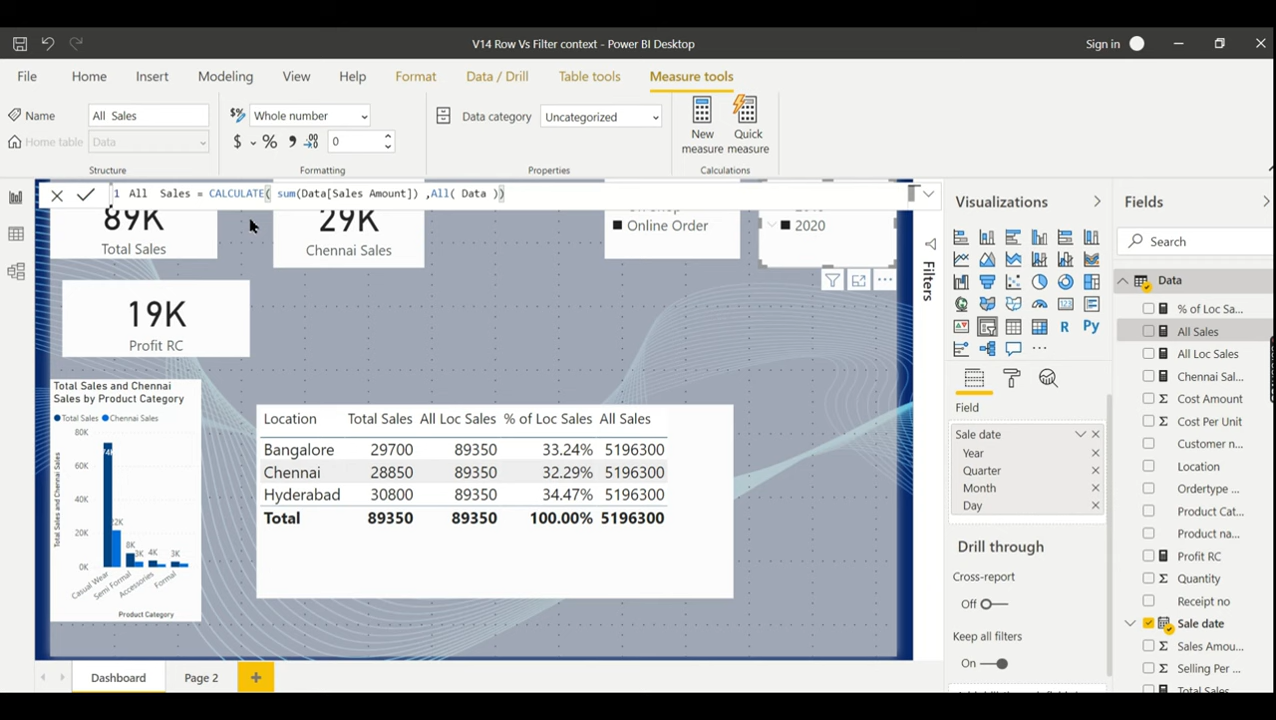 V14 Row Vs Filter context - Power BI Desktop
Sign in
File Home Insert Modeling View Help Format Data / Drill Table tools Measure tools
Name All Sales
Home table Data
Structure
Whole number
$ % 0
Formatting
Data category Uncategorized
Properties
New measure
Quick measure
Calculations
1 All Sales = CALCULATE( sum(Data[Sales Amount]) ,All( Data ))
89K
Total Sales
29K
Chennai Sales
Online Order
2020
19K
Profit RC
Total Sales and Chennai
Sales by Product Category
Total Sales Chennai Sales
80K
60K
40K
20K
0K
22K
8K
3K
4K
3K
Casual Wear
Semi Formal
Accessories
Formal
Total Sales and Chennai Sales
Product Category
Location Total Sales All Loc Sales % of Loc Sales All Sales
Bangalore 29700 89350 33.24% 5196300
Chennai 28850 89350 32.29% 5196300
Hyderabad 30800 89350 34.47% 5196300
Total 89350 89350 100.00% 5196300
Filters
Visualizations
R Py
Field
Sale date
Year
Quarter
Month
Day
Drill through
Cross-report
Off
Keep all filters
On
Fields
Search
Data
% of Loc Sa...
All Sales
All Loc Sales
Chennai Sal...
Cost Amount
Cost Per Unit
Customer n...
Location
Ordertype ...
Product Cat...
Product na...
Profit RC
Quantity
Receipt no
Sale date
Sales Amou...
Selling Per ...
Total Sales
Dashboard
Page 2